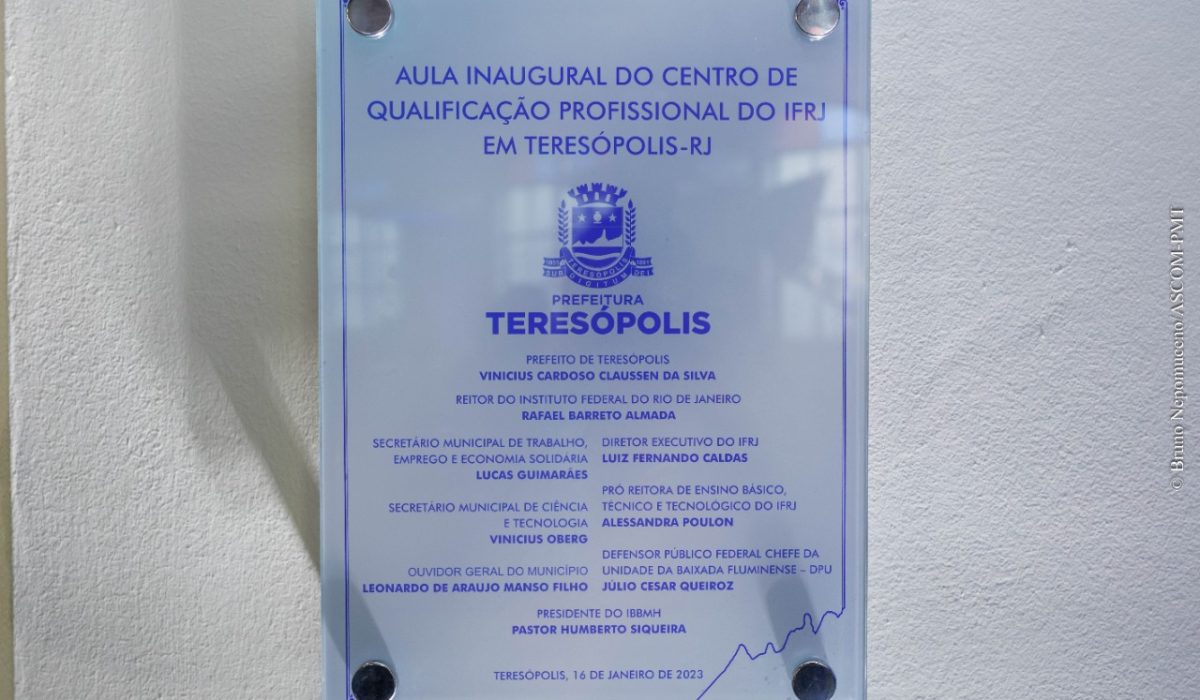 AULA INAUGURAL DO CENTRO DE
QUALIFICAÇÃO PROFISSIONAL DO IFRJ
EM TERESÓPOLIS-RJ
TERESÓPOLIS
PREFEITURA
TERESÓPOLIS
PREFEITO DE TERESÓPOLIS
VINICIUS CARDOSO CLAUSSEN DA SILVA
REITOR DO INSTITUTO FEDERAL DO RIO DE JANEIRO
RAFAEL BARRETO ALMADA
SECRETÁRIO MUNICIPAL DE TRABALHO,
EMPREGO E ECONOMIA SOLIDÁRIA
LUCAS GUIMARÃES
DIRETOR EXECUTIVO DO IFRJ
LUIZ FERNANDO CALDAS
SECRETÁRIO MUNICIPAL DE CIÊNCIA
E TECNOLOGIA
VINICIUS OBERG
PRÓ REITORA DE ENSINO BÁSICO,
TÉCNICO E TECNOLÓGICO DO IFRJ
ALESSANDRA POULON
OUVIDOR GERAL DO MUNICÍPIO
LEONARDO DE ARAUJO MANSO FILHO
DEFENSOR PÚBLICO FEDERAL CHEFE DA
UNIDADE DA BAIXADA FLUMINENSE – DPU
JÚLIO CESAR QUEIROZ
PRESIDENTE DO IBBMH
PASTOR HUMBERTO SIQUEIRA
TERESÓPOLIS, 16 DE JANEIRO DE 2023
© Bruno Nepomuceno/ASCOM-PMT